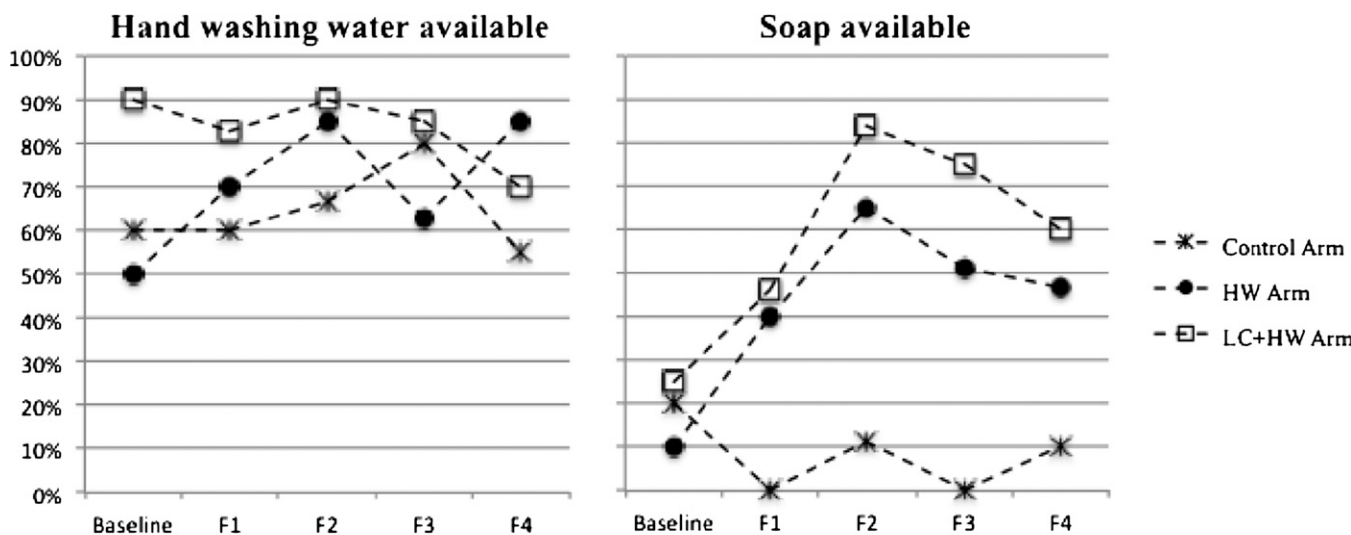 Hand washing water available
Soap available
100%
90%
80%
70%
60%
50%
40%
30%
20%
10%
0%
Baseline F1 F2 F3 F4
Baseline F1 F2 F3 F4
Control Arm
HW Arm
LC+HW Arm